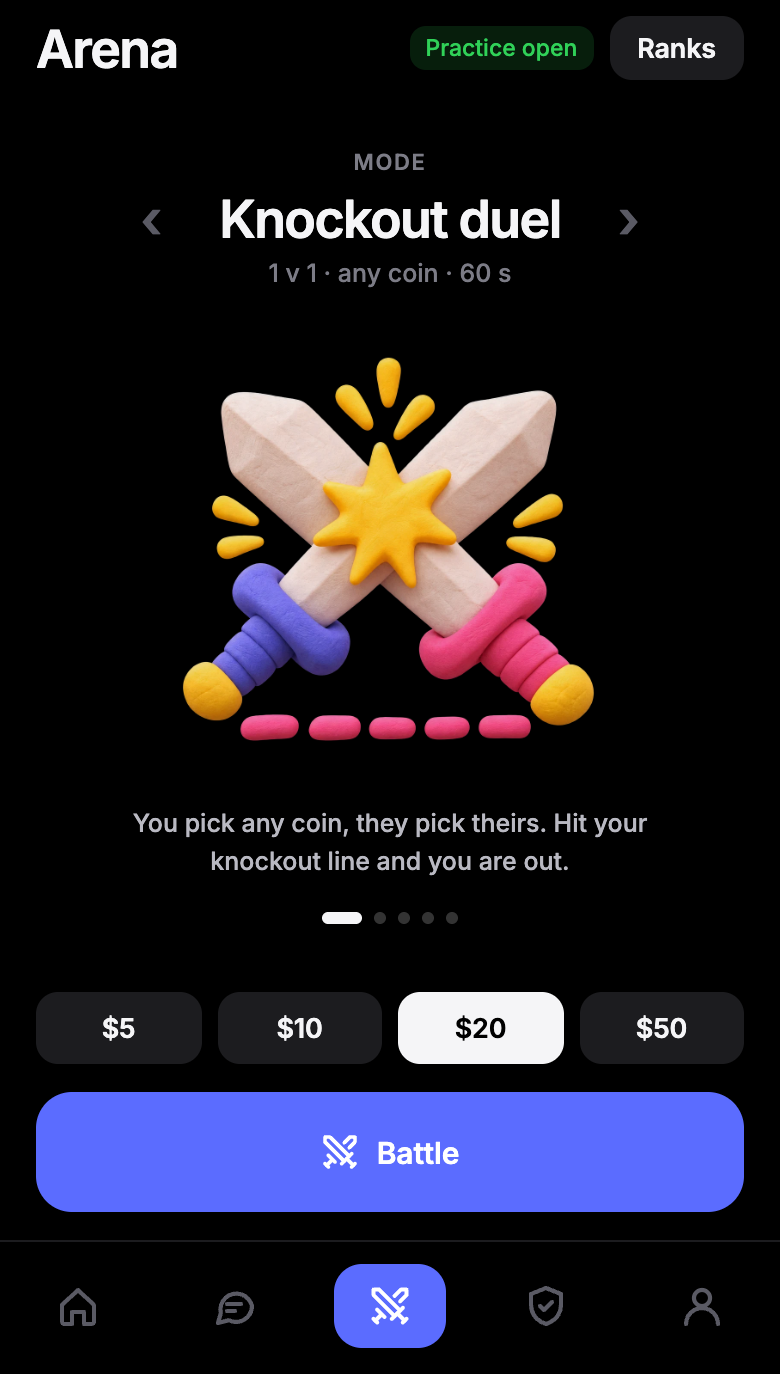 Arena
Practice open
Ranks
MODE
‹ Knockout duel ›
1 v 1 · any coin · 60 s
You pick any coin, they pick theirs. Hit your
knockout line and you are out.
$5
$10
$20
$50
Battle